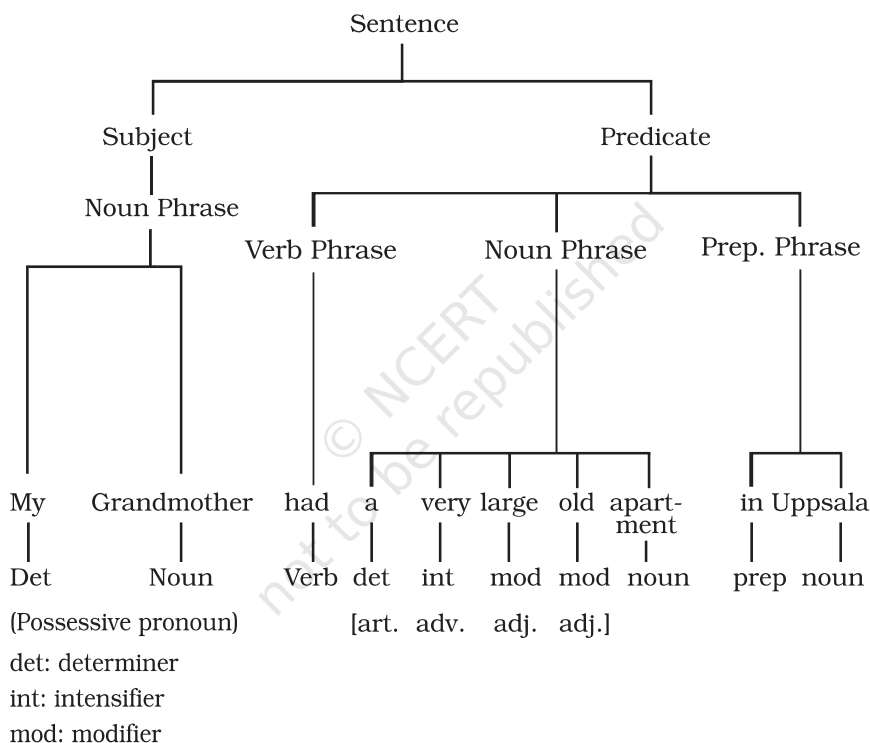 Sentence
Subject Predicate
Noun Phrase
Verb Phrase Noun Phrase Prep. Phrase
© NCERT
not to be republished
My Grandmother had a very large old apart-
ment
in Uppsala
Det Noun Verb det int mod mod noun prep noun
(Possessive pronoun) [art. adv. adj. adj.]
det: determiner
int: intensifier
mod: modifier